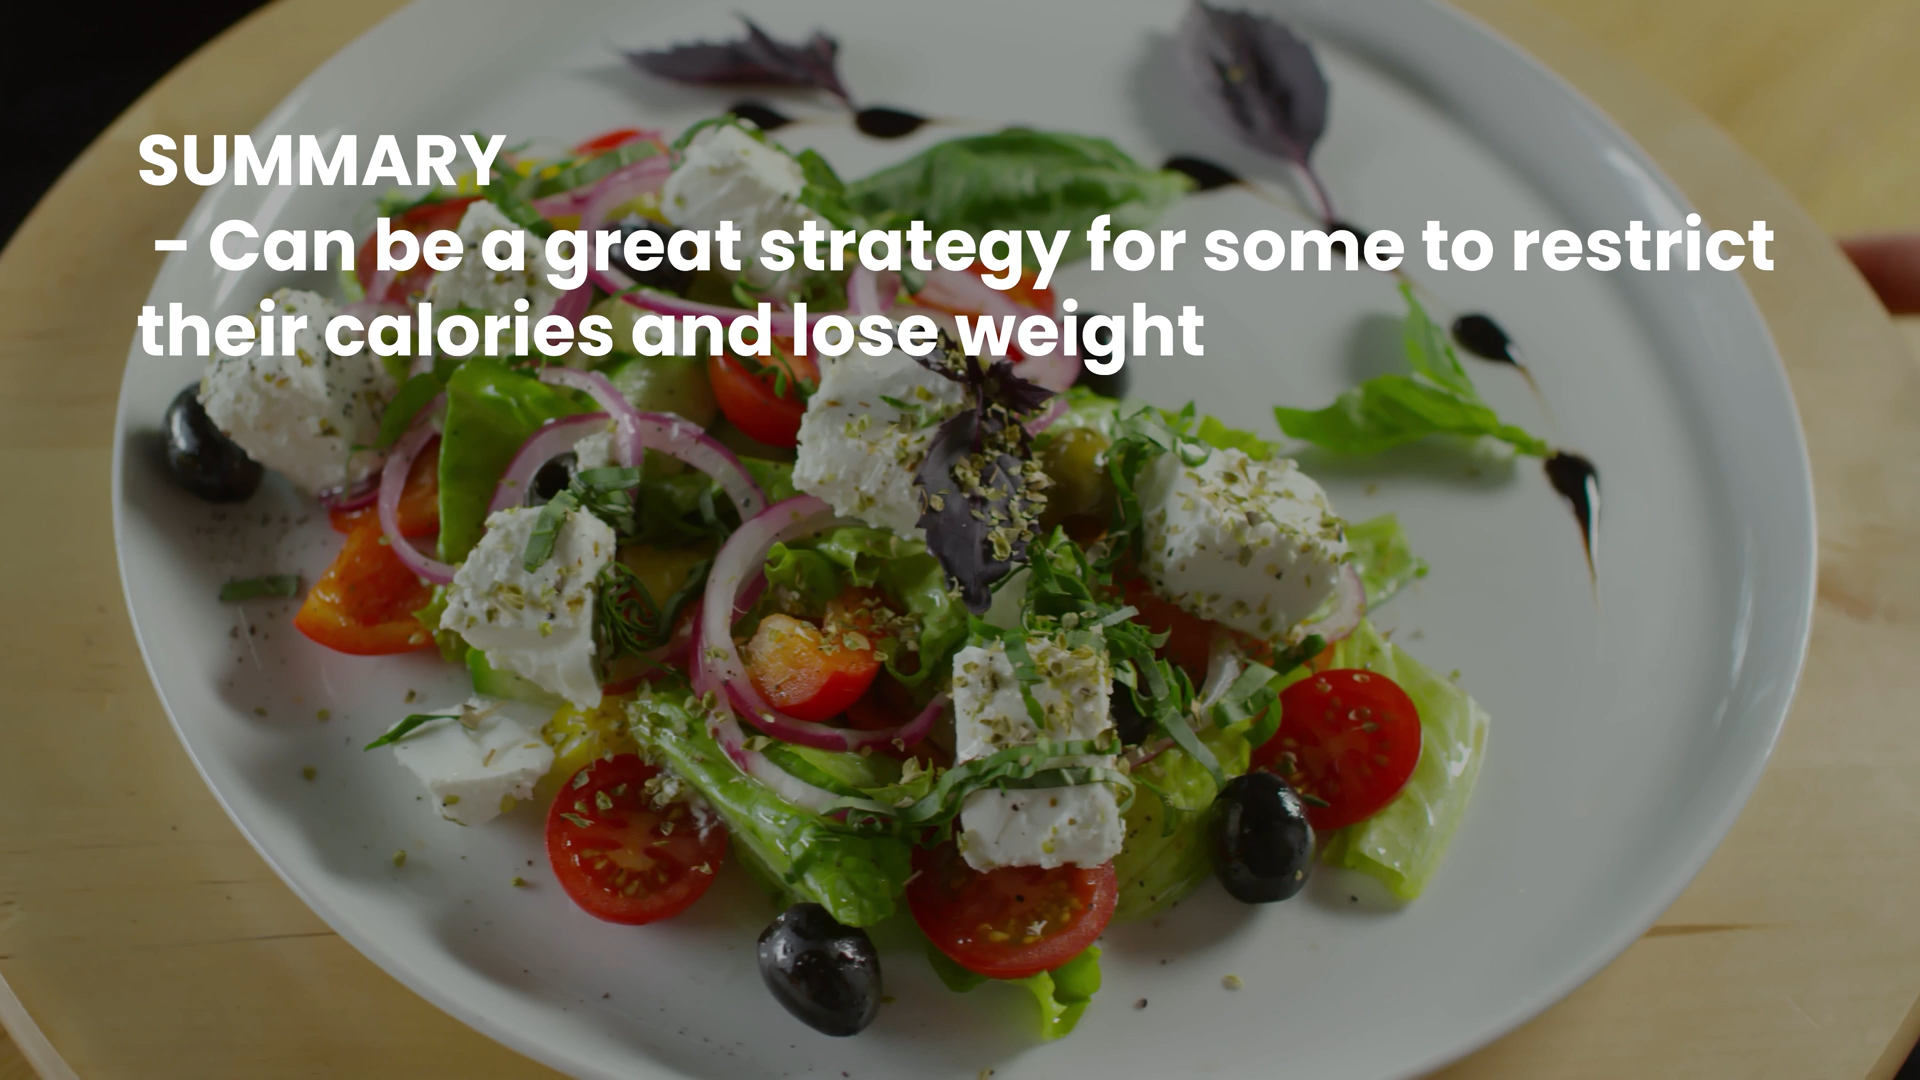 SUMMARY
- Can be a great strategy for some to restrict
their calories and lose weight